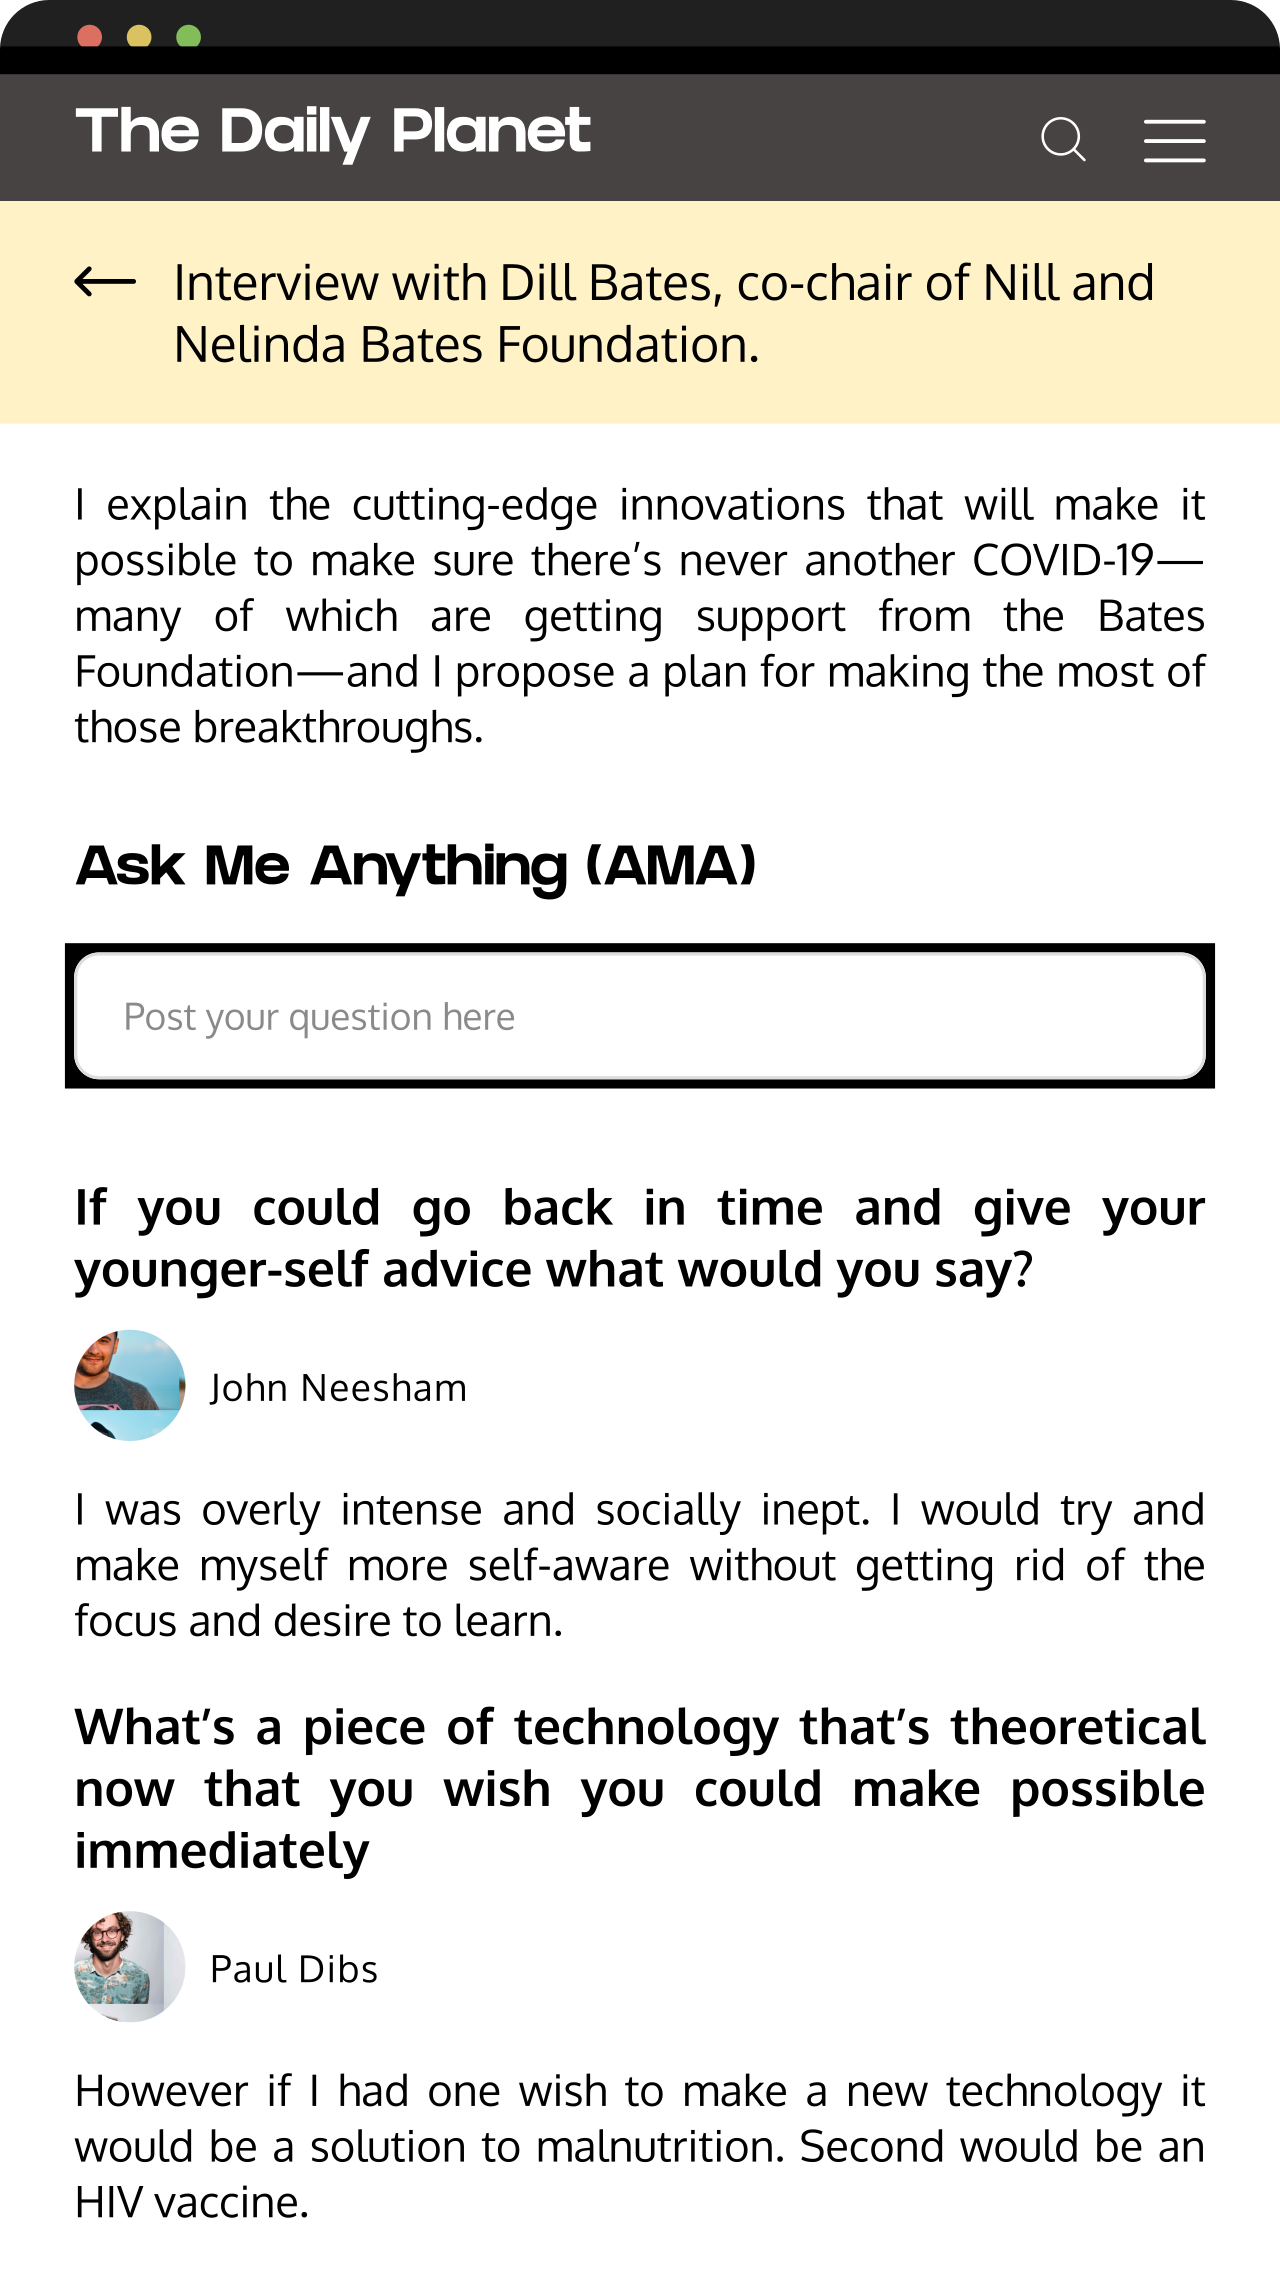 The Daily Planet
Interview with Dill Bates, co-chair of Nill and
Nelinda Bates Foundation.
I explain the cutting-edge innovations that will make it
possible to make sure there’s never another COVID-19—
many of which are getting support from the Bates
Foundation—and I propose a plan for making the most of
those breakthroughs.
Ask Me Anything (AMA)
Post your question here
If you could go back in time and give your
younger-self advice what would you say?
John Neesham
I was overly intense and socially inept. I would try and
make myself more self-aware without getting rid of the
focus and desire to learn.
What’s a piece of technology that’s theoretical
now that you wish you could make possible
immediately
Paul Dibs
However if I had one wish to make a new technology it
would be a solution to malnutrition. Second would be an
HIV vaccine.